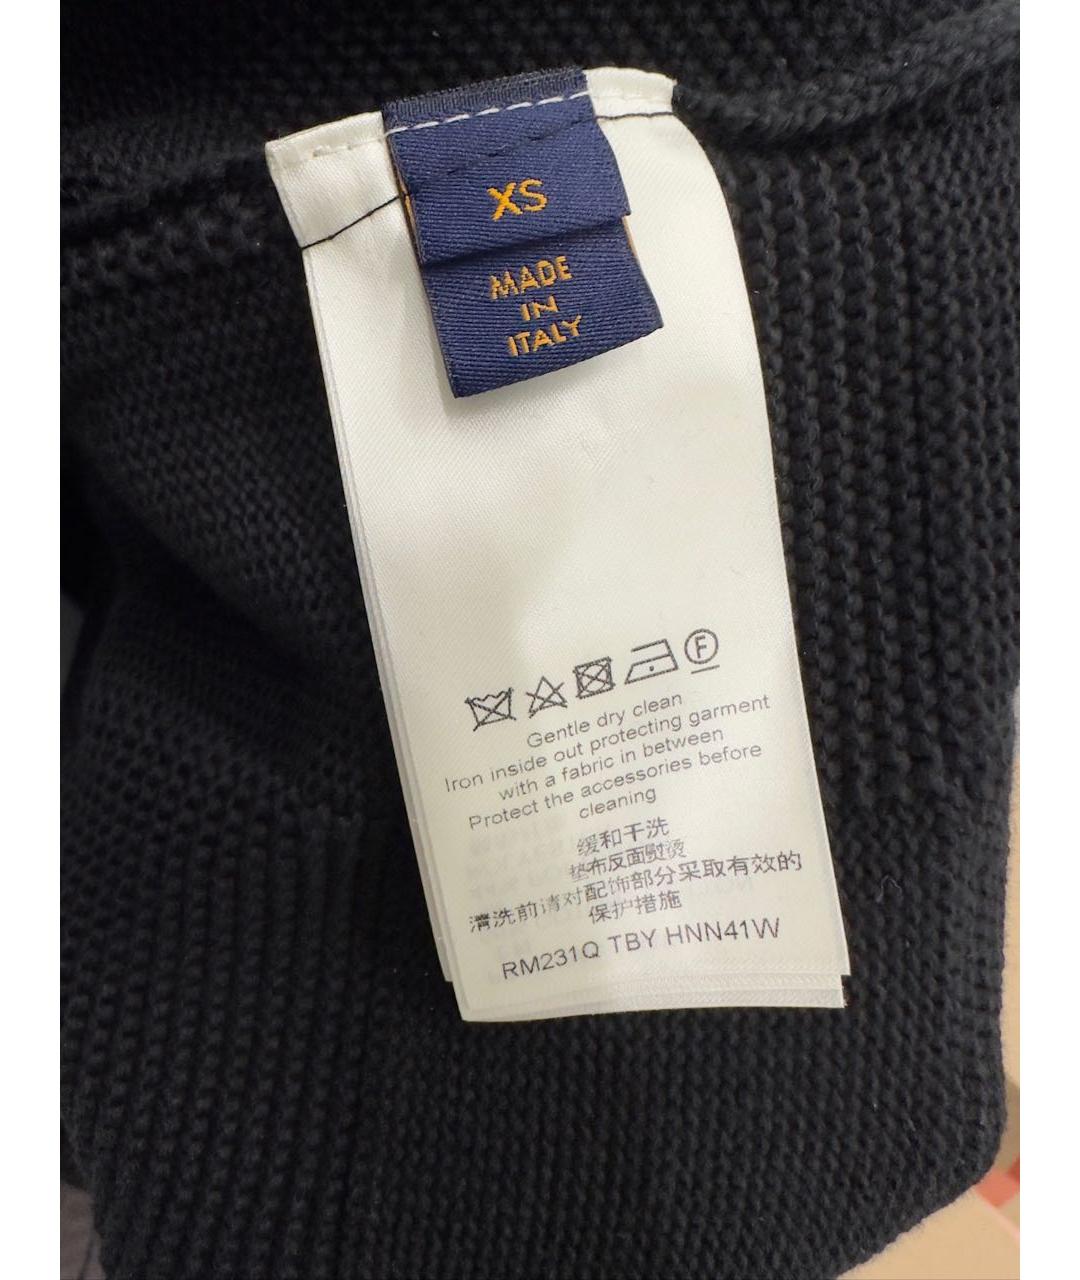 XS
MADE
IN
ITALY
F
Gentle dry clean
Iron inside out protecting garment
with a fabric in between
Protect the accessories before
cleaning
缓和干洗
垫布反面熨烫
清洗前请对配饰部分采取有效的
保护措施
RM231Q TBY HNN41W